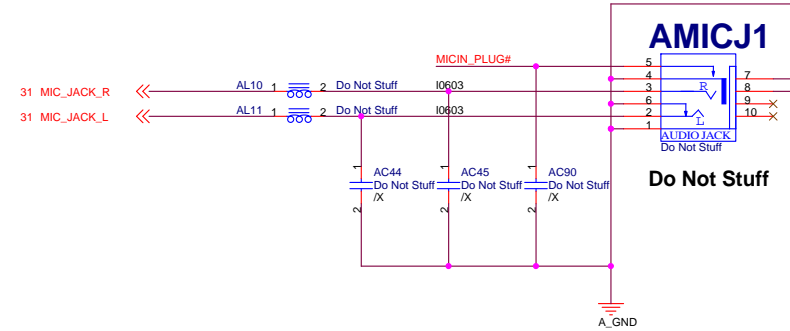 AMICJ1
MICIN_PLUG#
5
4
7
31 MIC_JACK_R
AL10 1 2 Do Not Stuff I0603
3
R
8
6
9
31 MIC_JACK_L
AL11 1 2 Do Not Stuff I0603
2
L
10
1
AUDIO JACK
Do Not Stuff
Do Not Stuff
1
AC44
Do Not Stuff
/X
2
1
AC45
Do Not Stuff
/X
2
1
AC90
Do Not Stuff
/X
2
A_GND